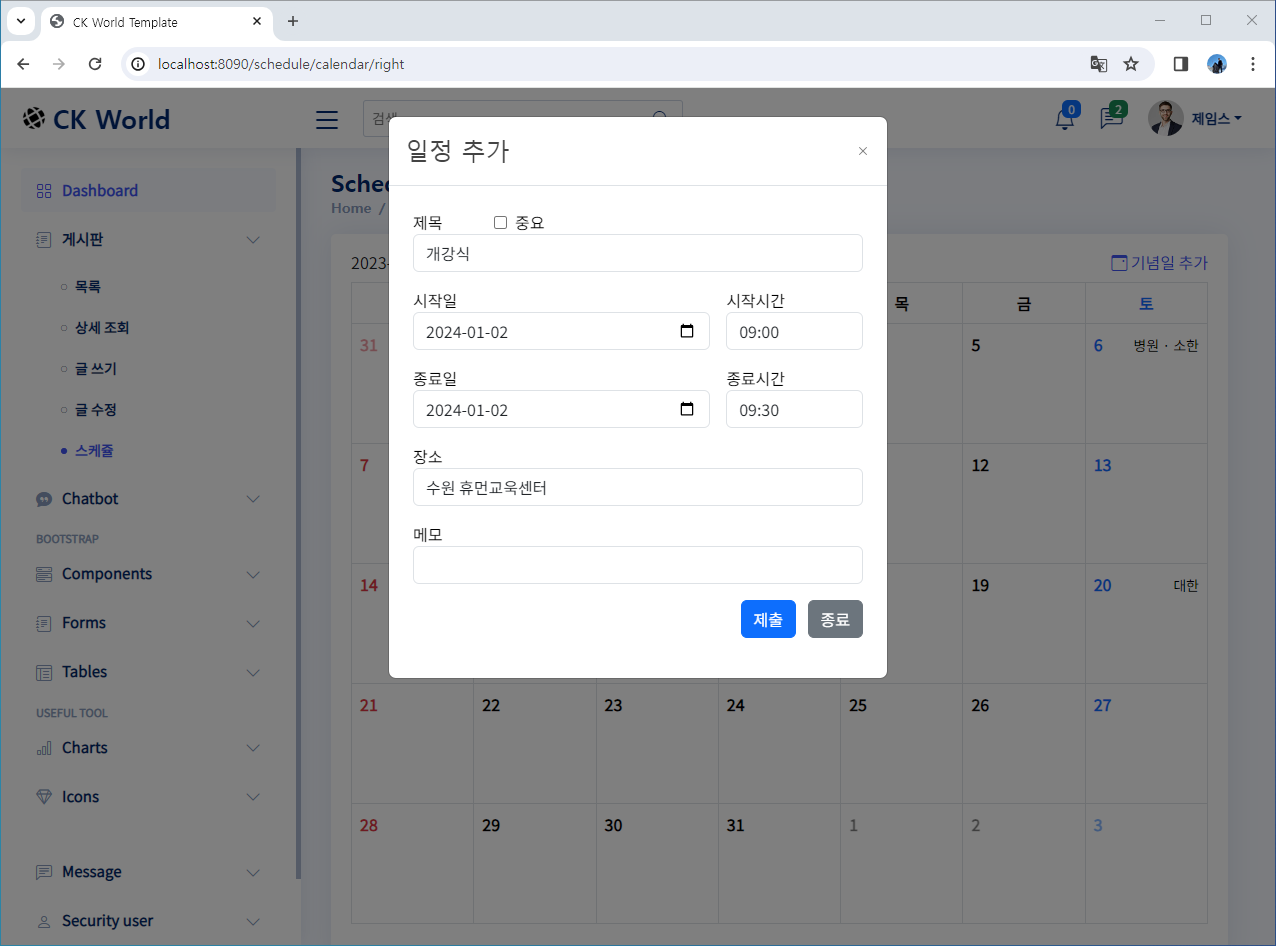 CK World Template
localhost:8090/schedule/calendar/right
CK World
검색
0
2
제임스
일정 추가
Dashboard
게시판
목록
상세 조회
글 쓰기
글 수정
스케쥴
Chatbot
BOOTSTRAP
Components
Forms
Tables
USEFUL TOOL
Charts
Icons
Message
Security user
Home /
2023-
기념일 추가
제목 중요
개강식
시작일 시작시간
2024-01-02 09:00
종료일 종료시간
2024-01-02 09:30
장소
수원 휴먼교육센터
메모
제출 종료
목 금 토
31 5 6 병원 · 소한
7 12 13
14 19 20 대한
21 22 23 24 25 26 27
28 29 30 31 1 2 3